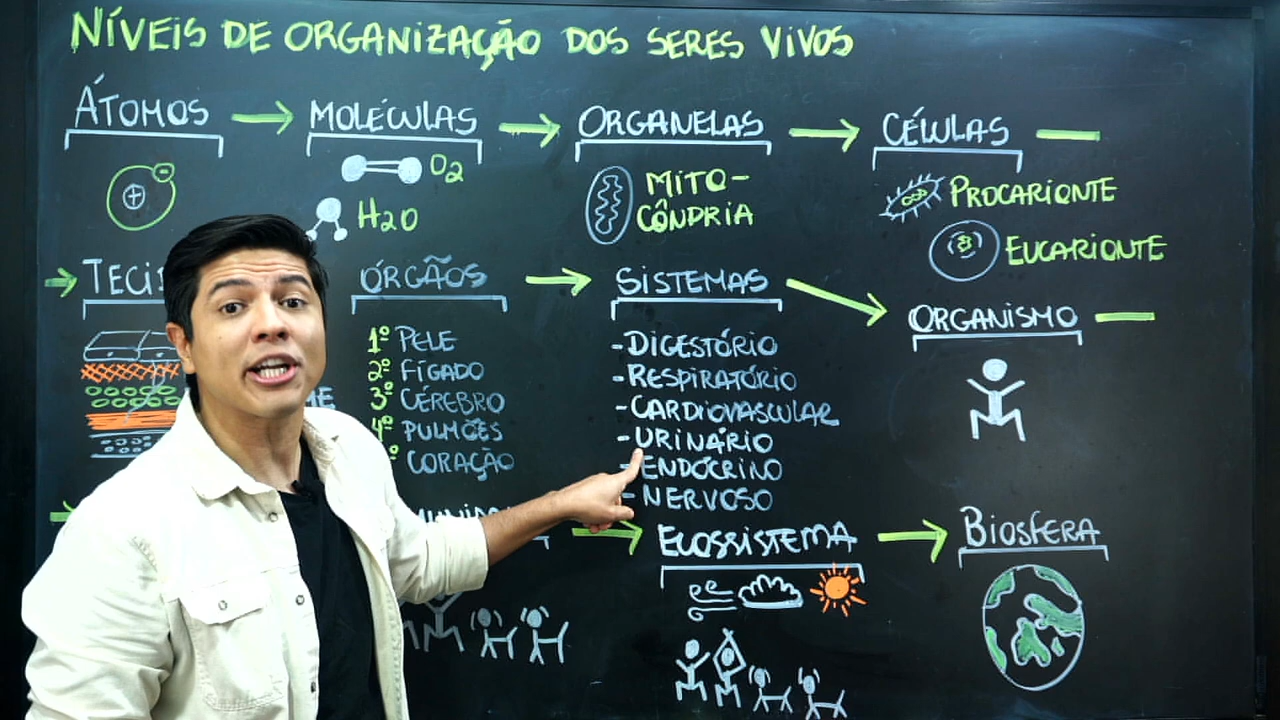 NÍVEIS DE ORGANIZAÇÃO DOS SERES VIVOS
ÁTOMOS
MOLÉCULAS
ORGANELAS
CÉLULAS
O2
H2O
MITO-
CÔNDRIA
PROCARIONTE
EUCARIONTE
ÓRGÃOS
1º PELE
2º FÍGADO
3º CÉREBRO
4º PULMÕES
º CORAÇÃO
SISTEMAS
-DIGESTÓRIO
-RESPIRATÓRIO
-CARDIOVASCULAR
-URINÁRIO
-ENDÓCRINO
-NERVOSO
ORGANISMO
ECOSSISTEMA
BIOSFERA